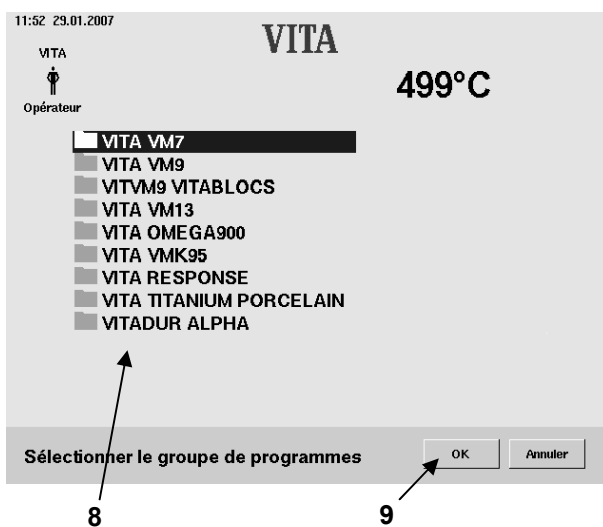 11:52 29.01.2007
VITA
VITA
499°C
Opérateur
VITA VM7
VITA VM9
VITVM9 VITABLOCS
VITA VM13
VITA OMEGA900
VITA VMK95
VITA RESPONSE
VITA TITANIUM PORCELAIN
VITADUR ALPHA
Sélectionner le groupe de programmes
OK
Annuler
8
9